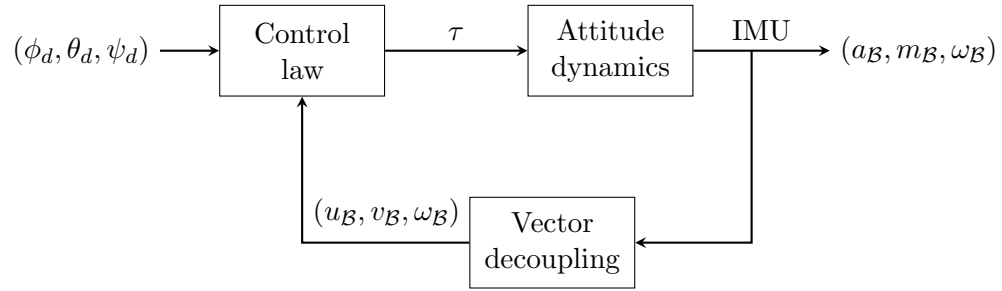 (ϕ_d, θ_d, ψ_d)
Control
law
τ
Attitude
dynamics
IMU
(a_ℬ, m_ℬ, ω_ℬ)
(u_ℬ, v_ℬ, ω_ℬ)
Vector
decoupling